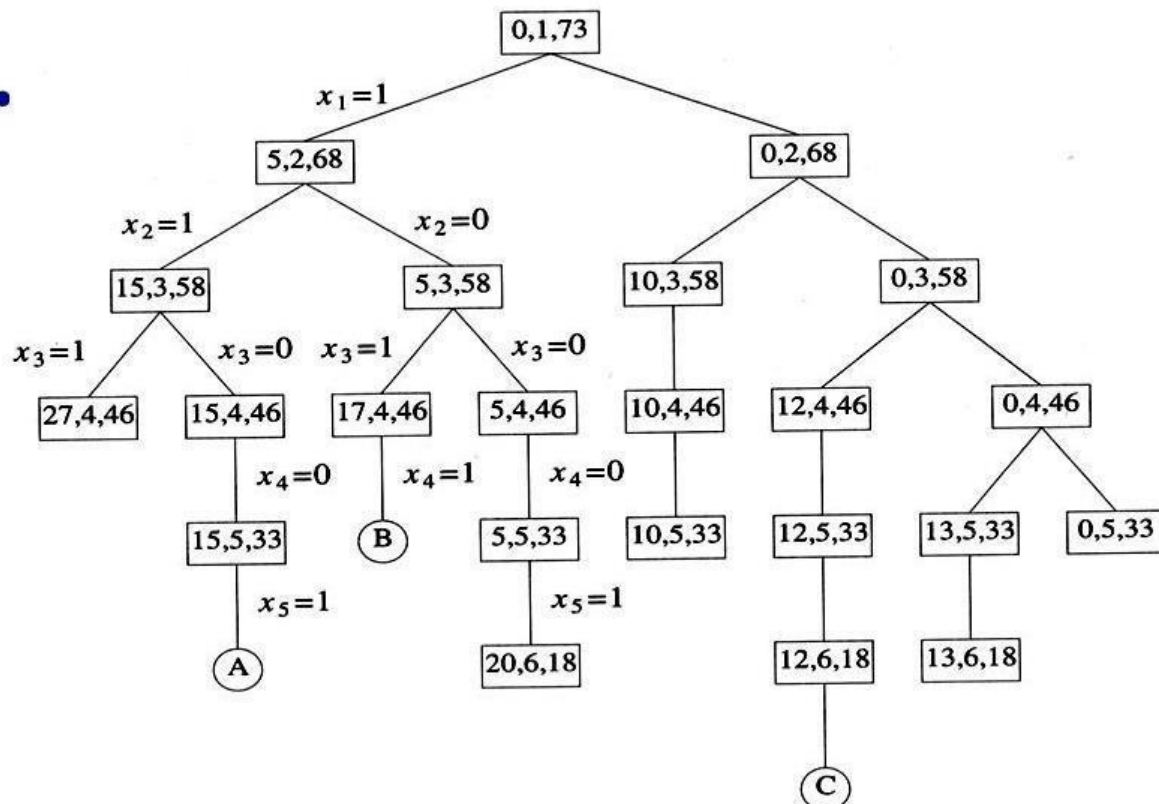 0,1,73
x1=1
5,2,68
0,2,68
x2=1
x2=0
15,3,58
5,3,58
10,3,58
0,3,58
x3=1
x3=0
x3=1
x3=0
27,4,46
15,4,46
17,4,46
5,4,46
10,4,46
12,4,46
0,4,46
x4=0
x4=1
x4=0
15,5,33
B
5,5,33
10,5,33
12,5,33
13,5,33
0,5,33
x5=1
x5=1
A
20,6,18
12,6,18
13,6,18
C